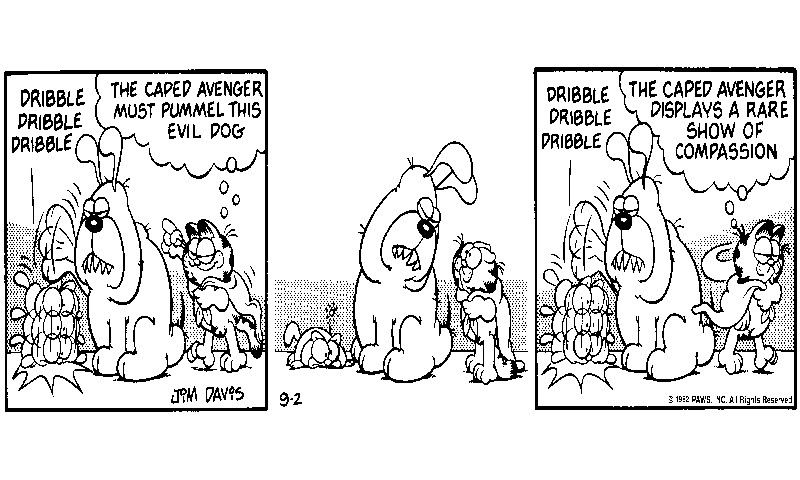 DRIBBLE
DRIBBLE
DRIBBLE
THE CAPED AVENGER
MUST PUMMEL THIS
EVIL DOG
JIM DAVIS
9-2
DRIBBLE
DRIBBLE
DRIBBLE
THE CAPED AVENGER
DISPLAYS A RARE
SHOW OF
COMPASSION
© 1982 PAWS, INC. All Rights Reserved